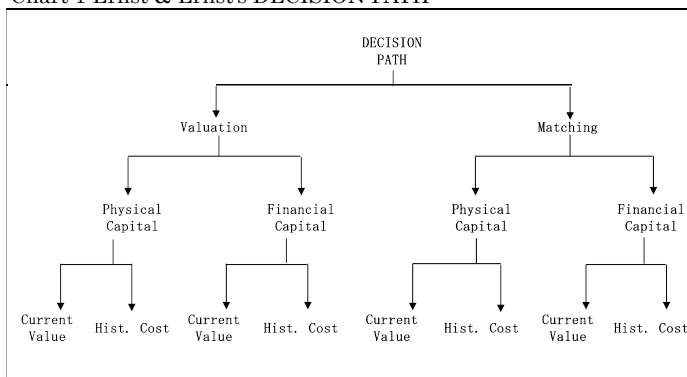 Chart 1 Ernst & Ernst's DECISION PATH
DECISION
PATH
Valuation
Matching
Physical
Capital
Financial
Capital
Physical
Capital
Financial
Capital
Current
Value
Hist. Cost
Current
Value
Hist. Cost
Current
Value
Hist. Cost
Current
Value
Hist. Cost